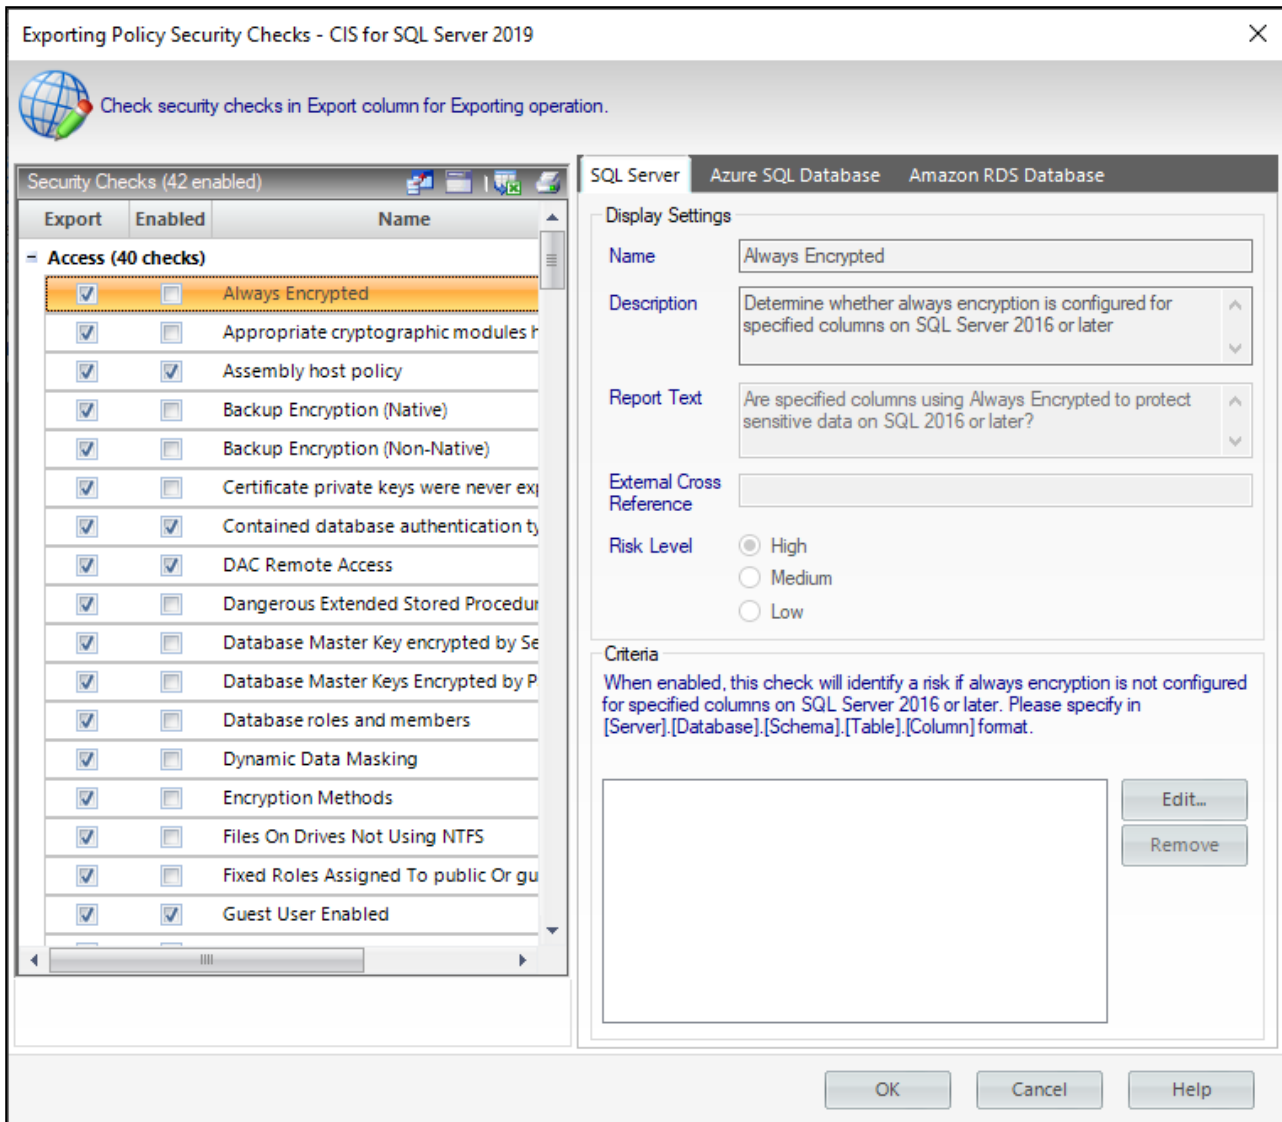 Exporting Policy Security Checks - CIS for SQL Server 2019
Check security checks in Export column for Exporting operation.
Security Checks (42 enabled)
Export Enabled Name
Access (40 checks)
Always Encrypted
Appropriate cryptographic modules h
Assembly host policy
Backup Encryption (Native)
Backup Encryption (Non-Native)
Certificate private keys were never exp
Contained database authentication ty
DAC Remote Access
Dangerous Extended Stored Procedur
Database Master Key encrypted by Se
Database Master Keys Encrypted by P
Database roles and members
Dynamic Data Masking
Encryption Methods
Files On Drives Not Using NTFS
Fixed Roles Assigned To public Or gu
Guest User Enabled
SQL Server Azure SQL Database Amazon RDS Database
Display Settings
Name Always Encrypted
Description Determine whether always encryption is configured for
specified columns on SQL Server 2016 or later
Report Text Are specified columns using Always Encrypted to protect
sensitive data on SQL 2016 or later?
External Cross
Reference
Risk Level High
Medium
Low
Criteria
When enabled, this check will identify a risk if always encryption is not configured
for specified columns on SQL Server 2016 or later. Please specify in
[Server].[Database].[Schema].[Table].[Column] format.
Edit...
Remove
OK Cancel Help